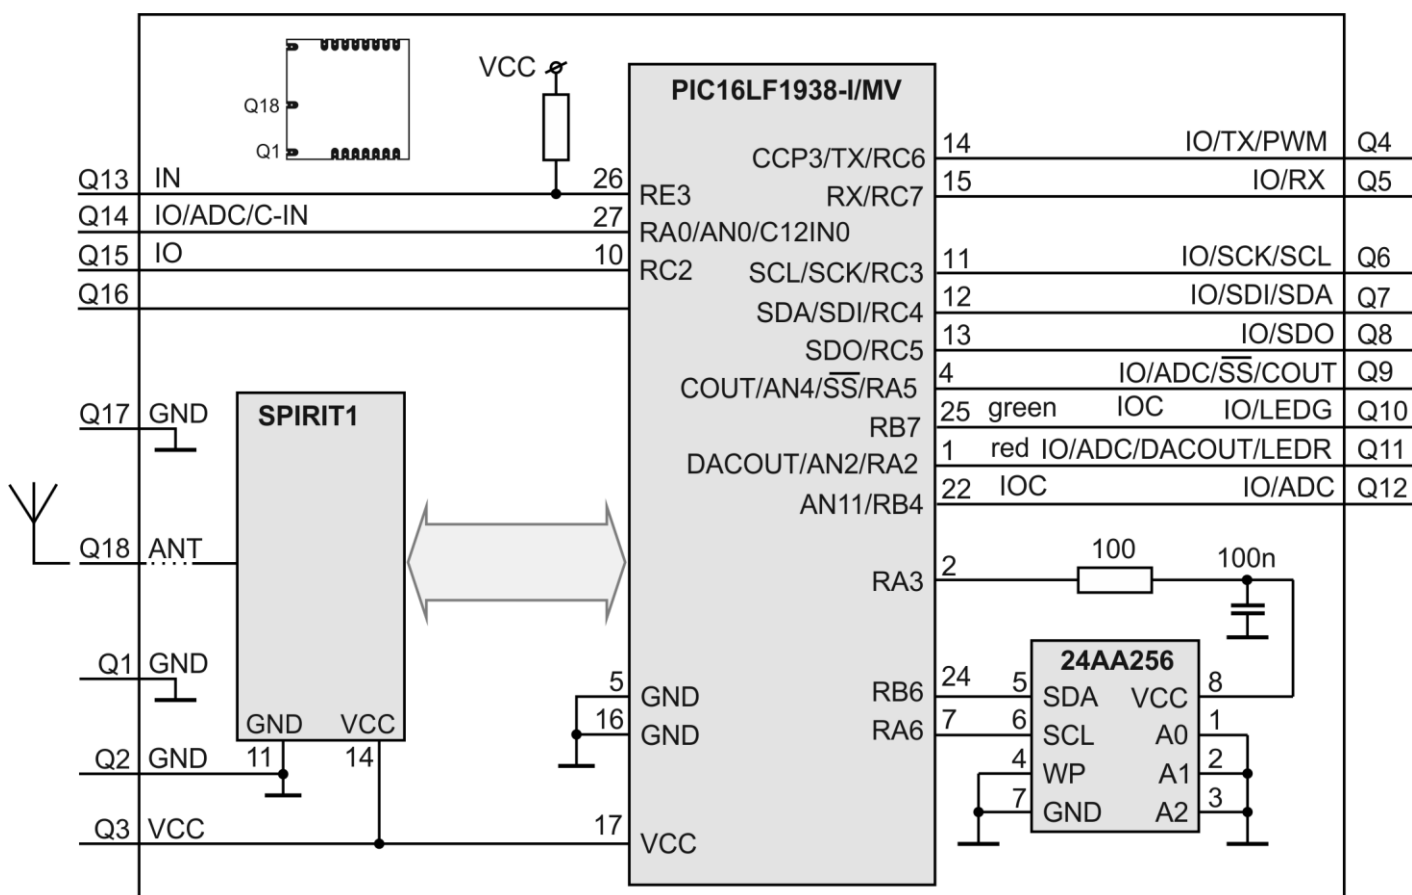 VCC
PIC16LF1938-I/MV
Q18
Q1
Q13 IN 26 RE3
Q14 IO/ADC/C-IN 27 RA0/AN0/C12IN0
Q15 IO 10 RC2
Q16
CCP3/TX/RC6 14 IO/TX/PWM Q4
RX/RC7 15 IO/RX Q5
SCL/SCK/RC3 11 IO/SCK/SCL Q6
SDA/SDI/RC4 12 IO/SDI/SDA Q7
SDO/RC5 13 IO/SDO Q8
COUT/AN4/S̅S̅/RA5 4 IO/ADC/S̅S̅/COUT Q9
RB7 25 green IOC IO/LEDG Q10
DACOUT/AN2/RA2 1 red IO/ADC/DACOUT/LEDR Q11
AN11/RB4 22 IOC IO/ADC Q12
Q17 GND
SPIRIT1
Q18 ANT
Q1 GND
GND VCC
Q2 GND 11 14
Q3 VCC 17 VCC
5 GND
16 GND
RA3 2 100 100n
24AA256
RB6 24 5 SDA VCC 8
RA6 7 6 SCL A0 1
4 WP A1 2
7 GND A2 3